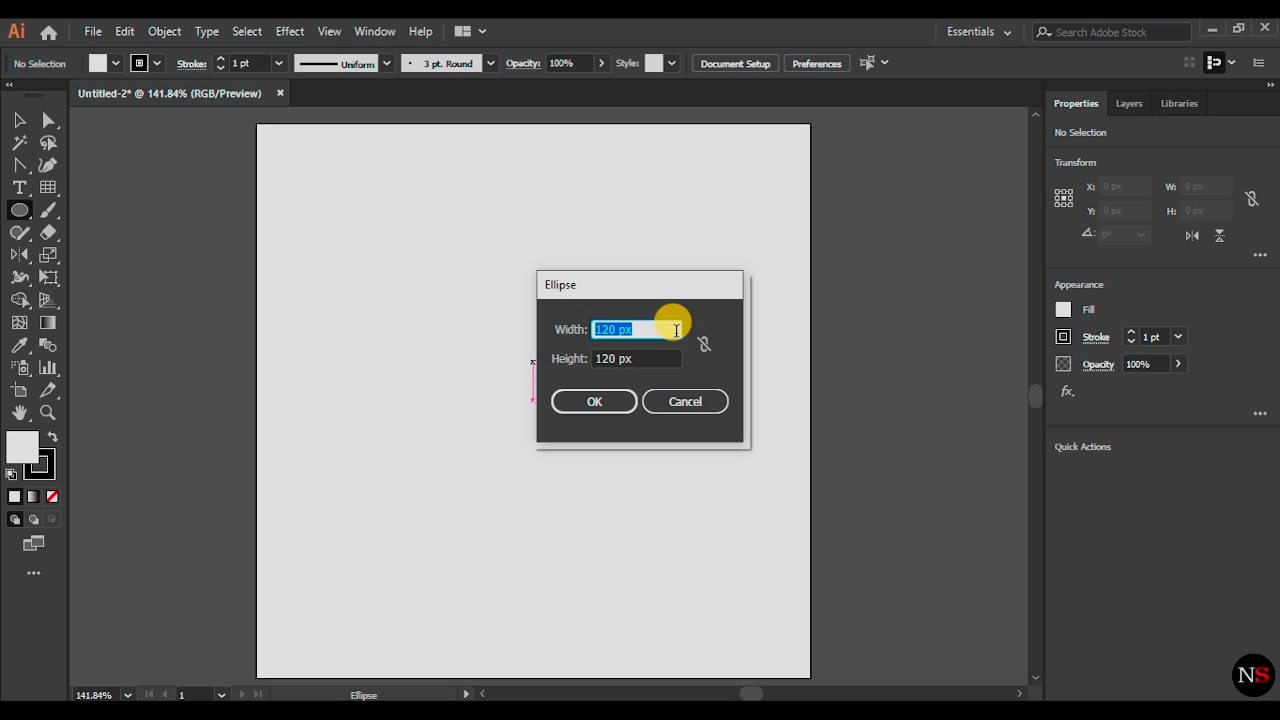 Ai File Edit Object Type Select Effect View Window Help Essentials Search Adobe Stock
No Selection Stroke: 1 pt Uniform 3 pt. Round Opacity: 100% Style: Document Setup Preferences
Untitled-2* @ 141.84% (RGB/Preview)
Properties Layers Libraries
No Selection
Transform
X: 0 px W: 0 px
Y: 0 px H: 0 px
0°
Appearance
Fill
Stroke 1 pt
Opacity 100%
fx.
Quick Actions
Ellipse
Width: 120 px
Height: 120 px
OK Cancel
T
141.84% 1 Ellipse
NS